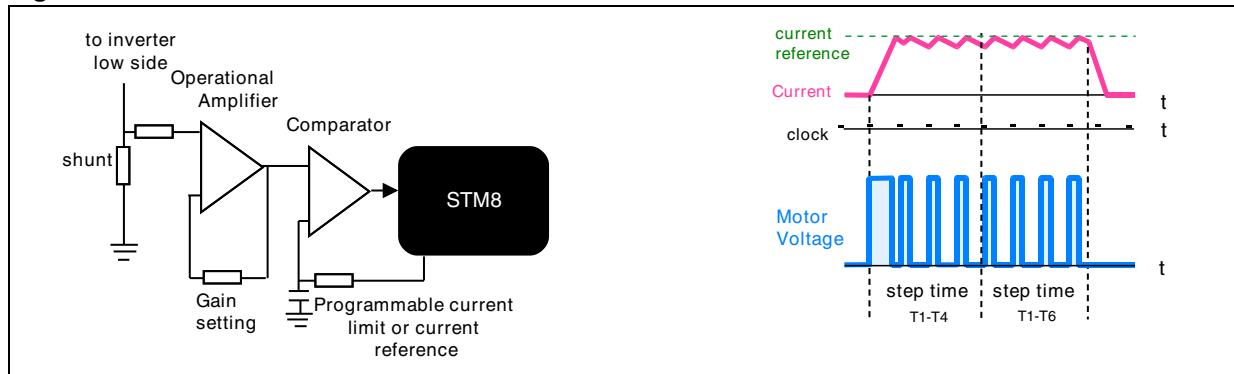 to inverter
low side
Operational
Amplifier
Comparator
shunt
STM8
Gain
setting
Programmable current
limit or current
reference
current
reference
Current
t
clock
t
Motor
Voltage
t
step time
step time
T1-T4
T1-T6